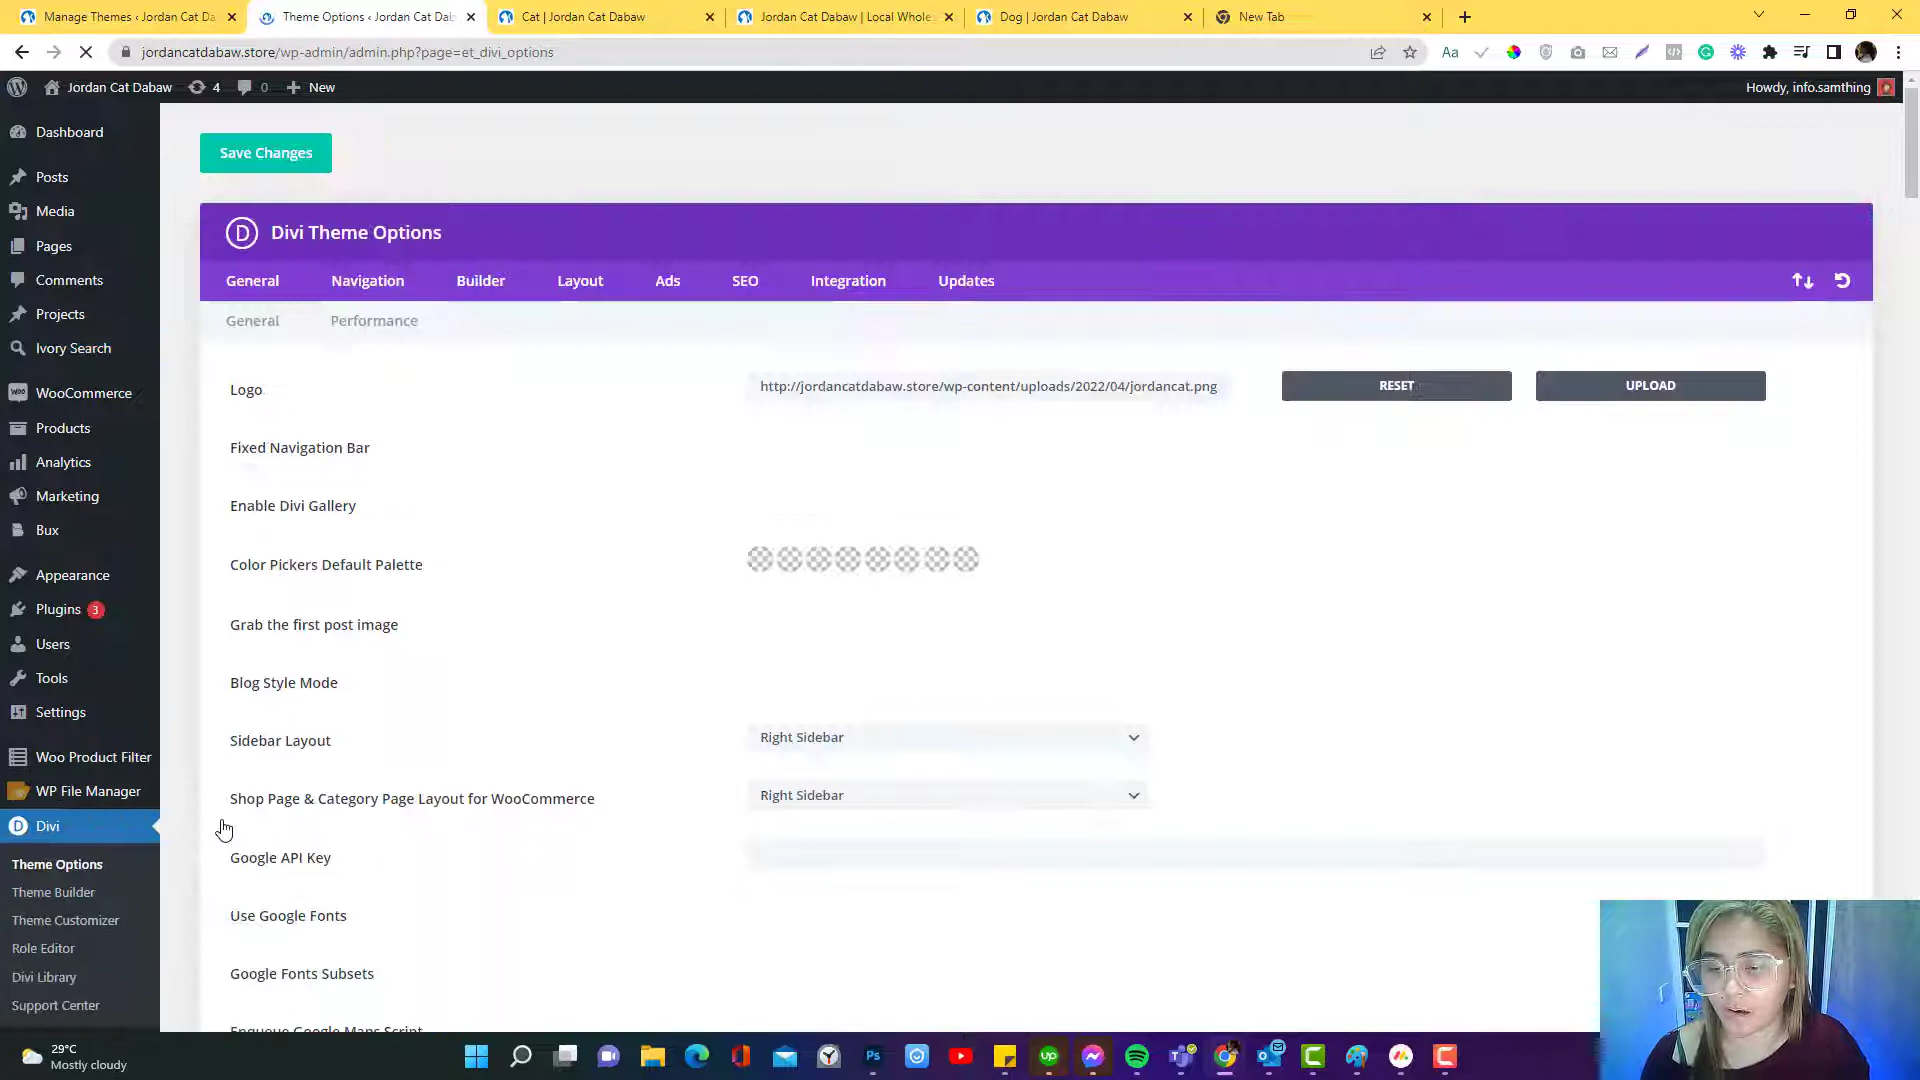 Manage Themes ‹ Jordan Cat Da
Theme Options ‹ Jordan Cat Dab
Cat | Jordan Cat Dabaw
Jordan Cat Dabaw | Local Whole
Dog | Jordan Cat Dabaw
New Tab
jordancatdabaw.store/wp-admin/admin.php?page=et_divi_options
Jordan Cat Dabaw
4
0
New
Howdy, info.samthing
Dashboard
Posts
Media
Pages
Comments
Projects
Ivory Search
WooCommerce
Products
Analytics
Marketing
Bux
Appearance
Plugins 3
Users
Tools
Settings
Woo Product Filter
WP File Manager
Divi
Theme Options
Theme Builder
Theme Customizer
Role Editor
Divi Library
Support Center
Save Changes
D
Divi Theme Options
General
Navigation
Builder
Layout
Ads
SEO
Integration
Updates
General
Performance
Logo
http://jordancatdabaw.store/wp-content/uploads/2022/04/jordancat.png
RESET
UPLOAD
Fixed Navigation Bar
Enable Divi Gallery
Color Pickers Default Palette
Grab the first post image
Blog Style Mode
Sidebar Layout
Right Sidebar
Shop Page & Category Page Layout for WooCommerce
Right Sidebar
Google API Key
Use Google Fonts
Google Fonts Subsets
Enqueue Google Maps Script
29°C
Mostly cloudy